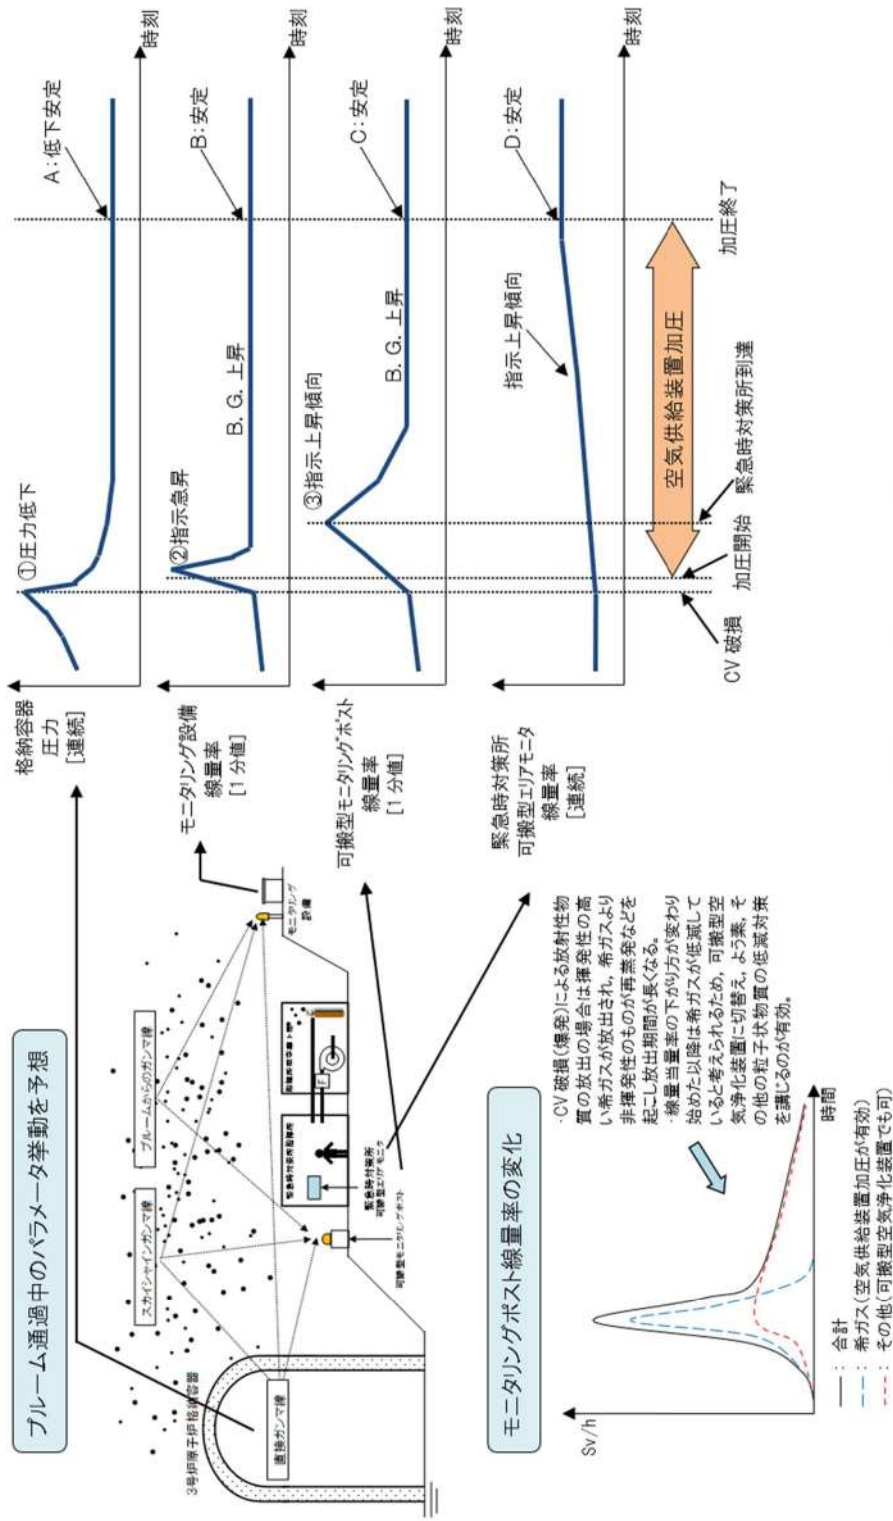 プルーム通過中のパラメータ挙動を予想
スカイシャインガンマ線
プルームからのガンマ線
3号炉原子炉格納容器
直接ガンマ線
緊急時対策所指揮所
モニタリング
設備
緊急時対策所
可搬型エリアモニタ
可搬型モニタリングポスト
格納容器
圧力
[連続]
①圧力低下
A:低下安定
時刻
モニタリング設備
線量率
[1分値]
②指示急昇
B.G.上昇
B:安定
時刻
可搬型モニタリングポスト
線量率
[1分値]
③指示上昇傾向
B.G.上昇
C:安定
時刻
緊急時対策所
可搬型エリアモニタ
線量率
[連続]
指示上昇傾向
D:安定
時刻
空気供給装置加圧
CV破損
加圧開始
緊急時対策所到達
加圧終了
モニタリングポスト線量率の変化
Sv/h
時間
:合計
:希ガス(空気供給装置加圧が有効)
:その他(可搬型空気浄化装置でも可)
・CV破損(爆発)による放射性物
質の放出の場合は揮発性の高
い希ガスが放出され,希ガスより
非揮発性のものが再蒸発などを
起こし放出期間が長くなる。
・線量当量率の下がり方が変わり
始めた以降は希ガスが低減して
いると考えられるため,可搬型空
気浄化装置に切替え,よう素,そ
の他の粒子状物質の低減対策
を講じるのが有効。